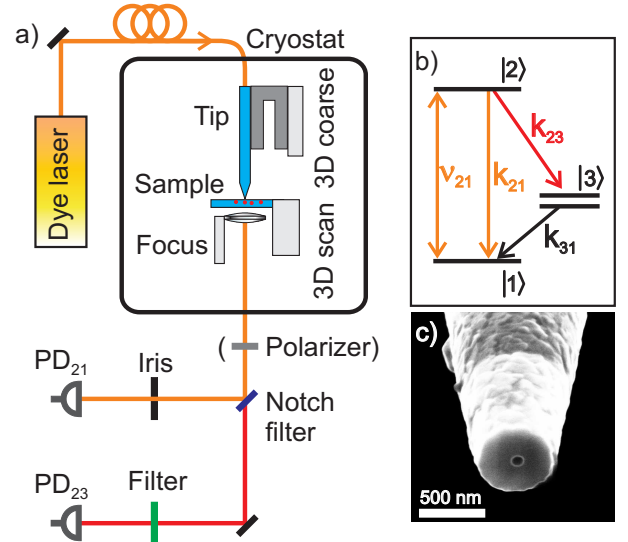 a)
Cryostat
Dye laser
Tip
3D coarse
Sample
3D scan
Focus
( Polarizer)
PD21
Iris
Notch
filter
PD23
Filter
b)
|2⟩
k23
ν21
k21
|3⟩
k31
|1⟩
c)
500 nm